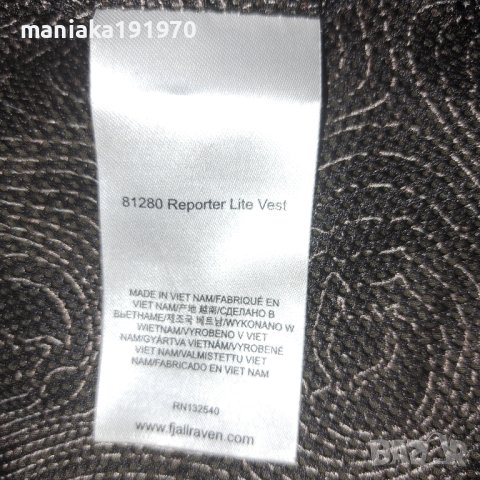 maniaka191970
81280 Reporter Lite Vest
MADE IN VIET NAM/FABRIQUÉ EN
VIET NAM/产地 越南/СДЕЛАНО В
ВЬЕТНАМЕ/제조국 베트남/WYKONANO W
WIETNAM/VYROBENO V VIET
NAM/GYÁRTVA VIETNÁM/VYROBENÉ
VIET NAM/VALMISTETTU VIET
NAM/FABRICADO EN VIET NAM
RN132540
www.fjallraven.com
BAZAR